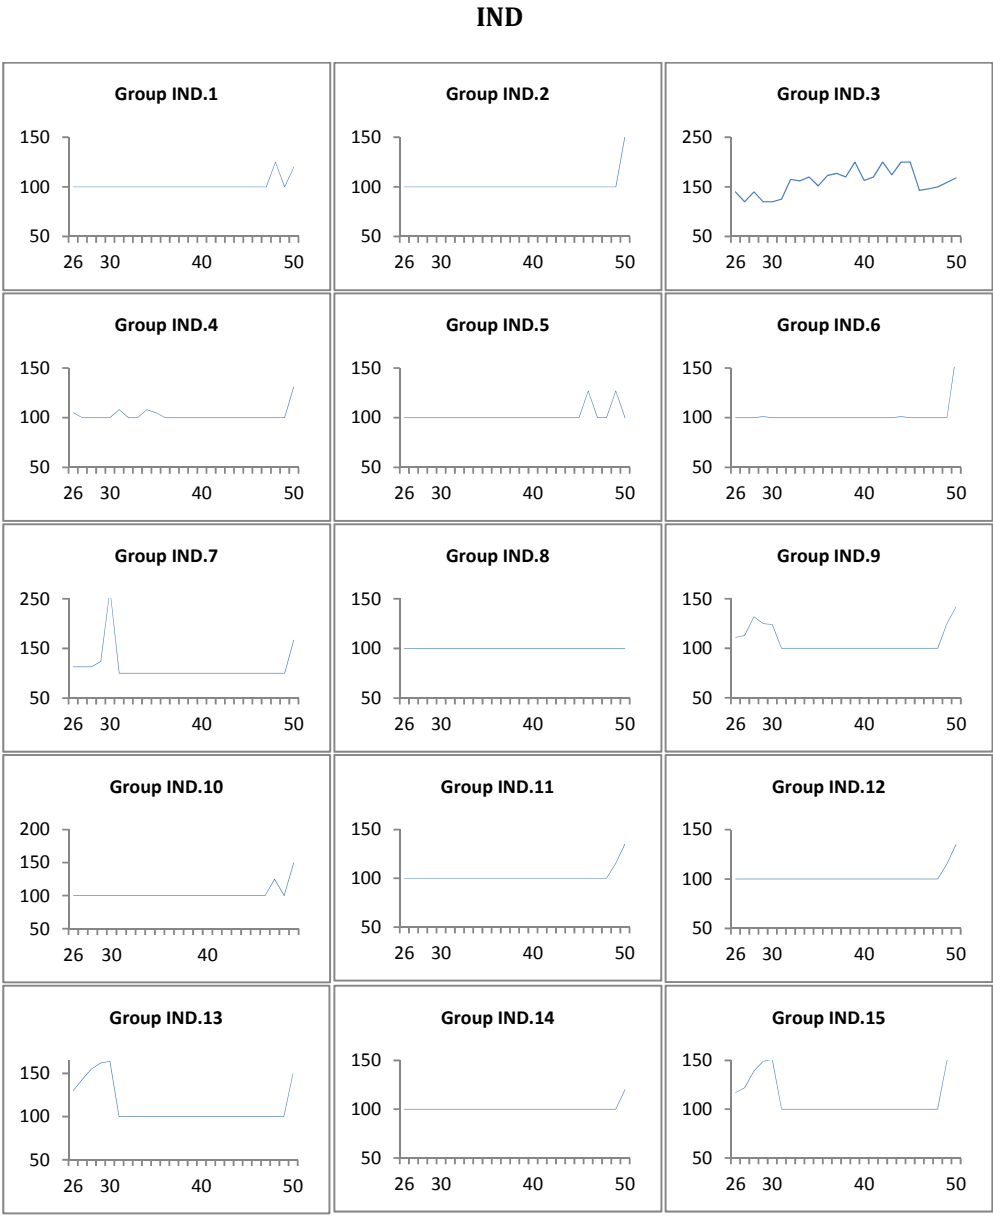 IND
Group IND.1
150
100
50
26 30 40 50
Group IND.2
150
100
50
26 30 40 50
Group IND.3
250
150
50
26 30 40 50
Group IND.4
150
100
50
26 30 40 50
Group IND.5
150
100
50
26 30 40 50
Group IND.6
150
100
50
26 30 40 50
Group IND.7
250
150
50
26 30 40 50
Group IND.8
150
100
50
26 30 40 50
Group IND.9
150
100
50
26 30 40 50
Group IND.10
200
150
100
50
26 30 40
Group IND.11
150
100
50
26 30 40 50
Group IND.12
150
100
50
26 30 40 50
Group IND.13
150
100
50
26 30 40 50
Group IND.14
150
100
50
26 30 40 50
Group IND.15
150
100
50
26 30 40 50